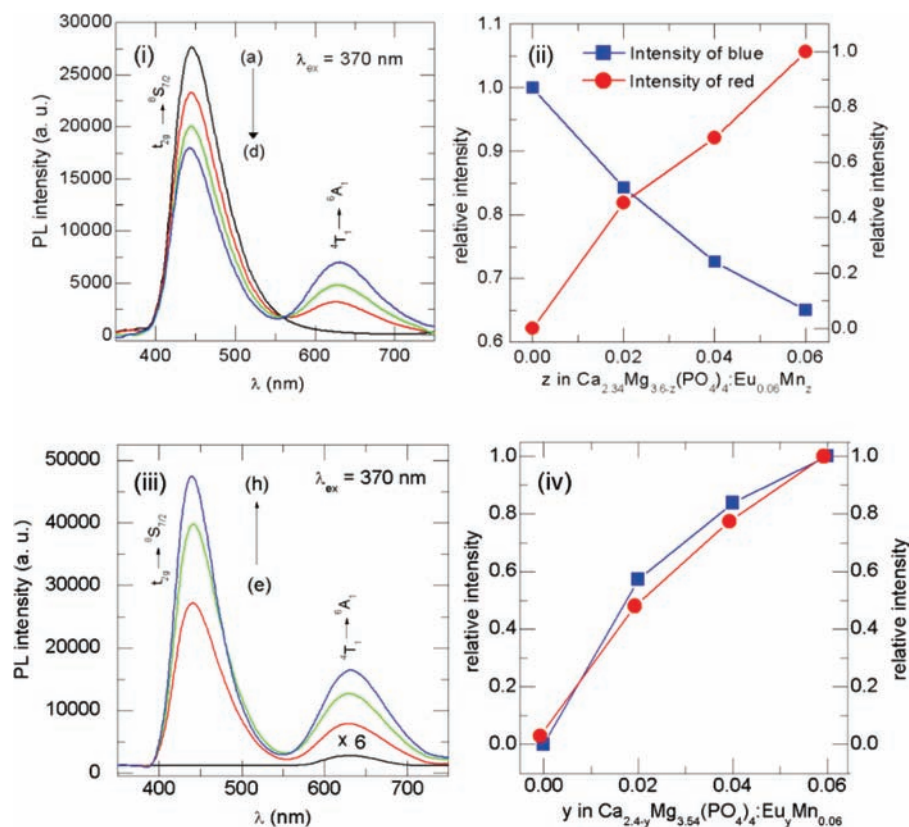 (i)
(a)
λex = 370 nm
(d)
t2g → 8S7/2
4T1 → 6A1
PL intensity (a. u.)
30000
25000
20000
15000
10000
5000
0
400 500 600 700
λ (nm)
(ii)
Intensity of blue
Intensity of red
relative intensity
1.1
1.0
0.9
0.8
0.7
0.6
relative intensity
1.0
0.8
0.6
0.4
0.2
0.0
0.00 0.02 0.04 0.06
z in Ca2.34Mg3.6-z(PO4)4:Eu0.06Mnz
(iii)
λex = 370 nm
(h)
(e)
t2g → 8S7/2
4T1 → 6A1
X 6
PL intensity (a. u.)
50000
40000
30000
20000
10000
0
400 500 600 700
λ (nm)
(iv)
relative intensity
1.0
0.8
0.6
0.4
0.2
0.0
relative intensity
1.0
0.8
0.6
0.4
0.2
0.0
0.00 0.02 0.04 0.06
y in Ca2.4-yMg3.54(PO4)4:EuyMn0.06